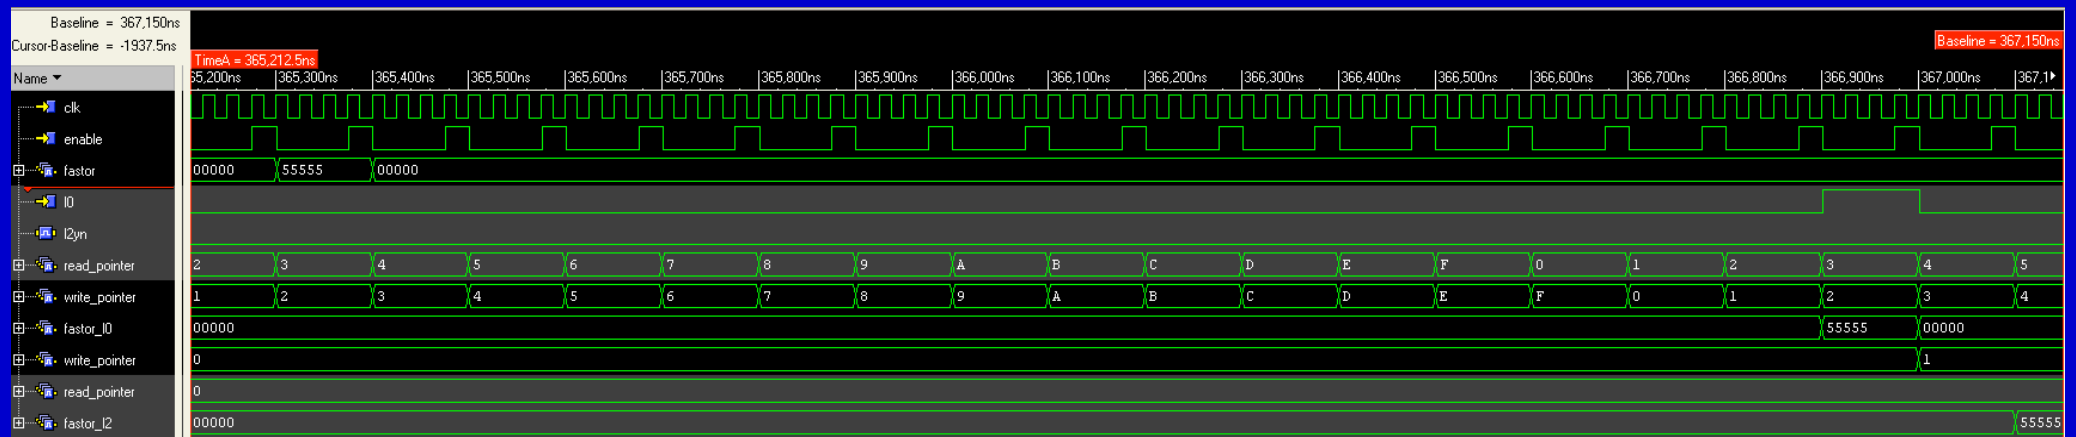 Baseline = 367,150ns
Cursor-Baseline = -1937.5ns
Baseline = 367,150ns
TimeA = 365,212.5ns
Name 65,200ns 365,300ns 365,400ns 365,500ns 365,600ns 365,700ns 365,800ns 365,900ns 366,000ns 366,100ns 366,200ns 366,300ns 366,400ns 366,500ns 366,600ns 366,700ns 366,800ns 366,900ns 367,000ns 367,1
clk
enable
fastor 00000 55555 00000
l0
l2yn
read_pointer 2 3 4 5 6 7 8 9 A B C D E F 0 1 2 3 4 5
write_pointer 1 2 3 4 5 6 7 8 9 A B C D E F 0 1 2 3 4
fastor_l0 00000 55555 00000
write_pointer 0 1
read_pointer 0
fastor_l2 00000 55555